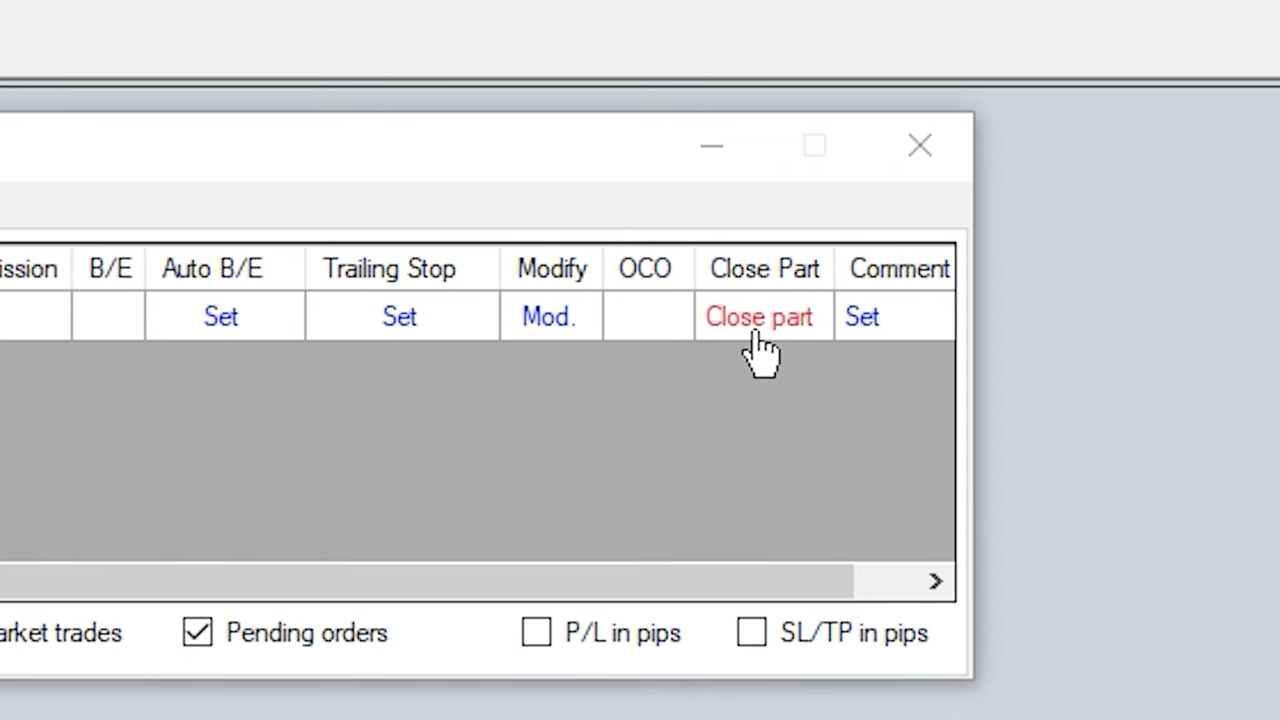 ission B/E Auto B/E Trailing Stop Modify OCO Close Part Comment
Set Set Mod. Close part Set
arket trades Pending orders P/L in pips SL/TP in pips